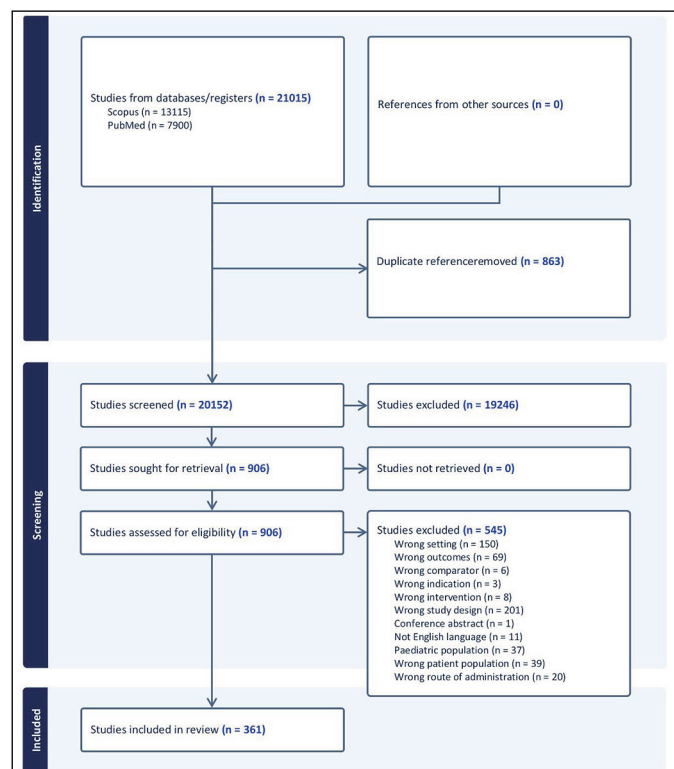 Identification
Studies from databases/registers (n = 21015)
Scopus (n = 13115)
PubMed (n = 7900)
References from other sources (n = 0)
Duplicate referenceremoved (n = 863)
Screening
Studies screened (n = 20152)
Studies excluded (n = 19246)
Studies sought for retrieval (n = 906)
Studies not retrieved (n = 0)
Studies assessed for eligibility (n = 906)
Studies excluded (n = 545)
Wrong setting (n = 150)
Wrong outcomes (n = 69)
Wrong comparator (n = 6)
Wrong indication (n = 3)
Wrong intervention (n = 8)
Wrong study design (n = 201)
Conference abstract (n = 1)
Not English language (n = 11)
Paediatric population (n = 37)
Wrong patient population (n = 39)
Wrong route of administration (n = 20)
Included
Studies included in review (n = 361)